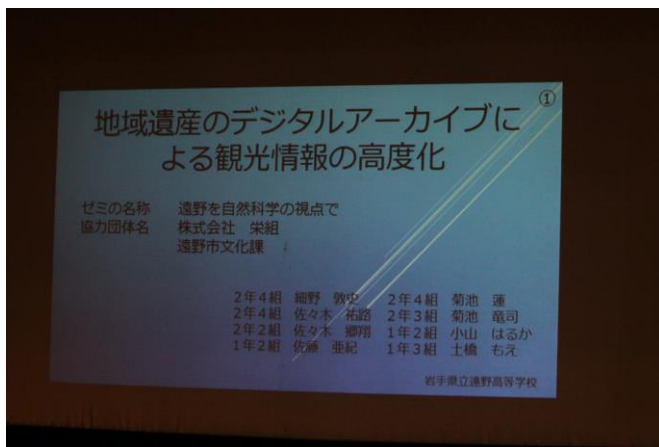 ①
地域遺産のデジタルアーカイブに
よる観光情報の高度化
ゼミの名称 遠野を自然科学の視点で
協力団体名 株式会社 栄組
遠野市文化課
2年4組 細野 敦史 2年4組 菊池 蓮
2年4組 佐々木 祐路 2年3組 菊池 竜司
2年2組 佐々木 郷翔 1年2組 小山 はるか
1年2組 佐藤 亜紀 1年3組 土橋 もえ
岩手県立遠野高等学校